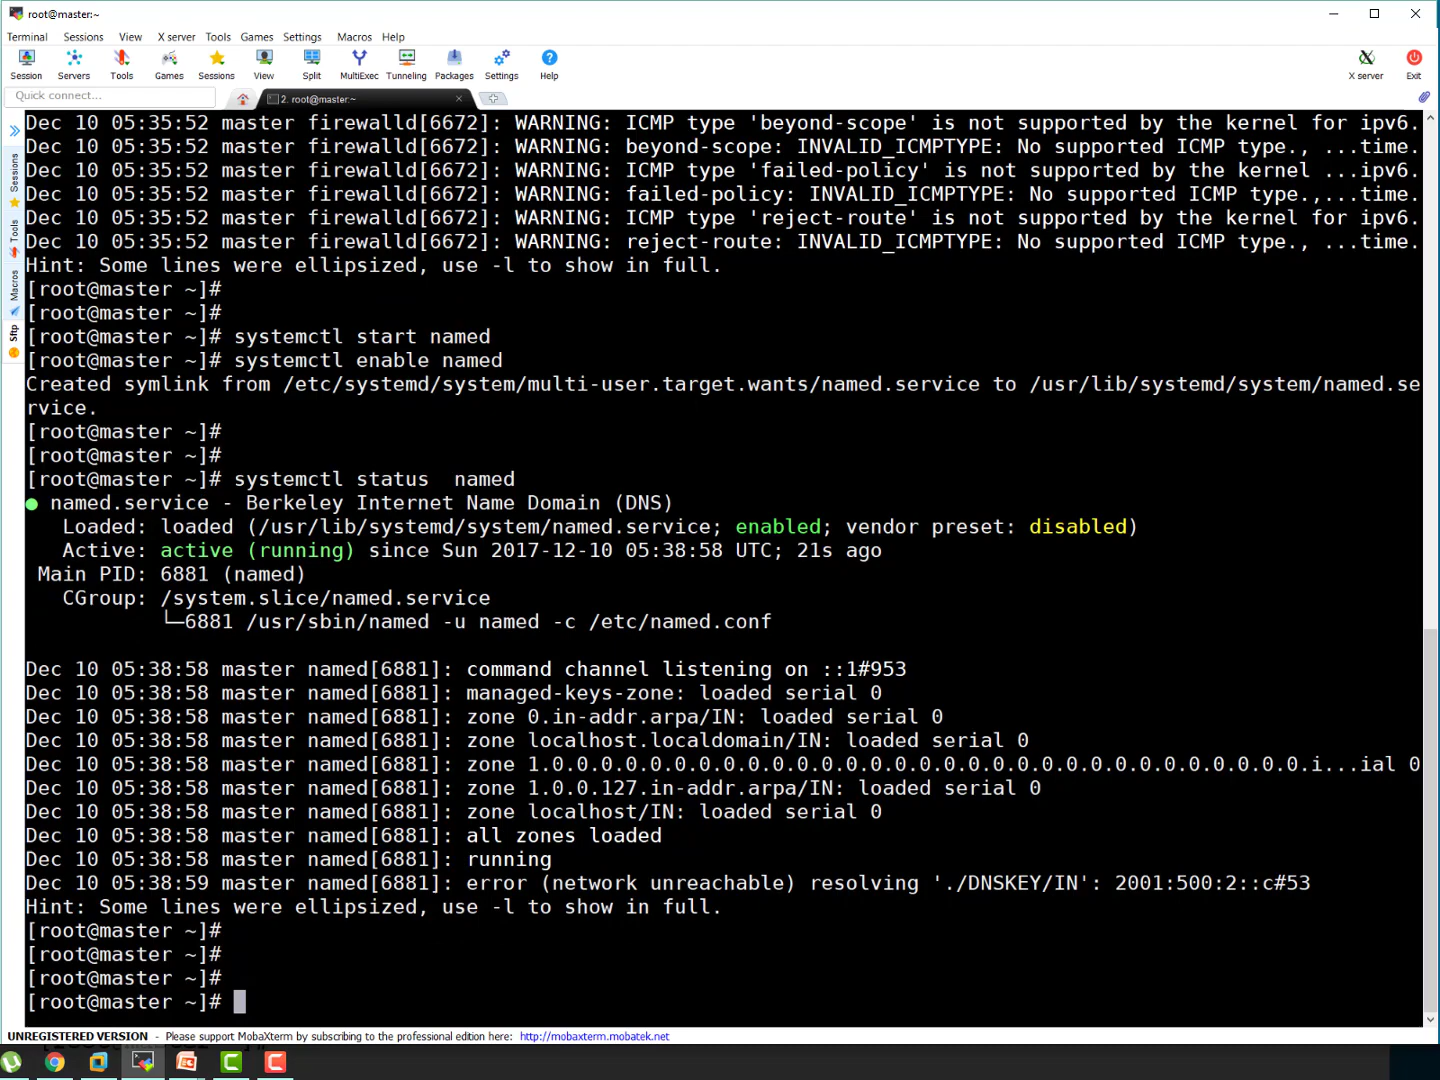 root@master:~
Terminal Sessions View X server Tools Games Settings Macros Help
Session Servers Tools Games Sessions View Split MultiExec Tunneling Packages Settings Help X server Exit
Quick connect...
2. root@master:~
Sessions
Tools
Macros
Sftp
Dec 10 05:35:52 master firewalld[6672]: WARNING: ICMP type 'beyond-scope' is not supported by the kernel for ipv6.
Dec 10 05:35:52 master firewalld[6672]: WARNING: beyond-scope: INVALID_ICMPTYPE: No supported ICMP type., ...time.
Dec 10 05:35:52 master firewalld[6672]: WARNING: ICMP type 'failed-policy' is not supported by the kernel ...ipv6.
Dec 10 05:35:52 master firewalld[6672]: WARNING: failed-policy: INVALID_ICMPTYPE: No supported ICMP type.,...time.
Dec 10 05:35:52 master firewalld[6672]: WARNING: ICMP type 'reject-route' is not supported by the kernel for ipv6.
Dec 10 05:35:52 master firewalld[6672]: WARNING: reject-route: INVALID_ICMPTYPE: No supported ICMP type., ...time.
Hint: Some lines were ellipsized, use -l to show in full.
[root@master ~]#
[root@master ~]#
[root@master ~]# systemctl start named
[root@master ~]# systemctl enable named
Created symlink from /etc/systemd/system/multi-user.target.wants/named.service to /usr/lib/systemd/system/named.se
rvice.
[root@master ~]#
[root@master ~]#
[root@master ~]# systemctl status  named
● named.service - Berkeley Internet Name Domain (DNS)
Loaded: loaded (/usr/lib/systemd/system/named.service; enabled; vendor preset: disabled)
Active: active (running) since Sun 2017-12-10 05:38:58 UTC; 21s ago
Main PID: 6881 (named)
CGroup: /system.slice/named.service
└─6881 /usr/sbin/named -u named -c /etc/named.conf
Dec 10 05:38:58 master named[6881]: command channel listening on ::1#953
Dec 10 05:38:58 master named[6881]: managed-keys-zone: loaded serial 0
Dec 10 05:38:58 master named[6881]: zone 0.in-addr.arpa/IN: loaded serial 0
Dec 10 05:38:58 master named[6881]: zone localhost.localdomain/IN: loaded serial 0
Dec 10 05:38:58 master named[6881]: zone 1.0.0.0.0.0.0.0.0.0.0.0.0.0.0.0.0.0.0.0.0.0.0.0.0.0.0.0.0.0.0.0.i...ial 0
Dec 10 05:38:58 master named[6881]: zone 1.0.0.127.in-addr.arpa/IN: loaded serial 0
Dec 10 05:38:58 master named[6881]: zone localhost/IN: loaded serial 0
Dec 10 05:38:58 master named[6881]: all zones loaded
Dec 10 05:38:58 master named[6881]: running
Dec 10 05:38:59 master named[6881]: error (network unreachable) resolving './DNSKEY/IN': 2001:500:2::c#53
Hint: Some lines were ellipsized, use -l to show in full.
[root@master ~]#
[root@master ~]#
[root@master ~]#
[root@master ~]#
UNREGISTERED VERSION - Please support MobaXterm by subscribing to the professional edition here: http://mobaxterm.mobatek.net